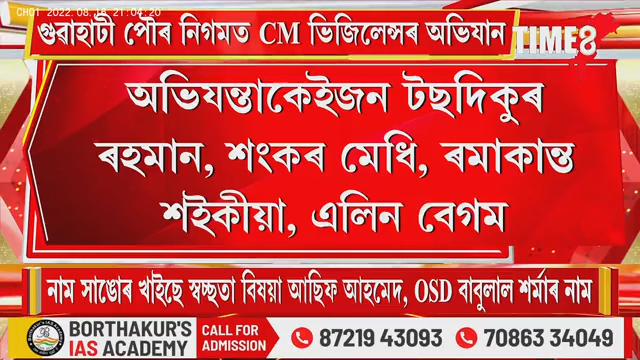 CH01 2022.08.16 21:04:20
গুৱাহাটী পৌৰ নিগমত CM ভিজিলেন্সৰ অভিযান
TIME8
অভিযন্তাকেইজন টছদিকুৰ
ৰহমান, শংকৰ মেধি, ৰমাকান্ত
শইকীয়া, এলিন বেগম
নাম সাঙোৰ খাইছে স্বচ্ছতা বিষয়া আছিফ আহমেদ, OSD বাবুলাল শৰ্মাৰ নাম
BORTHAKUR'S
IAS ACADEMY
CALL FOR
ADMISSION
87219 43093
70863 34049